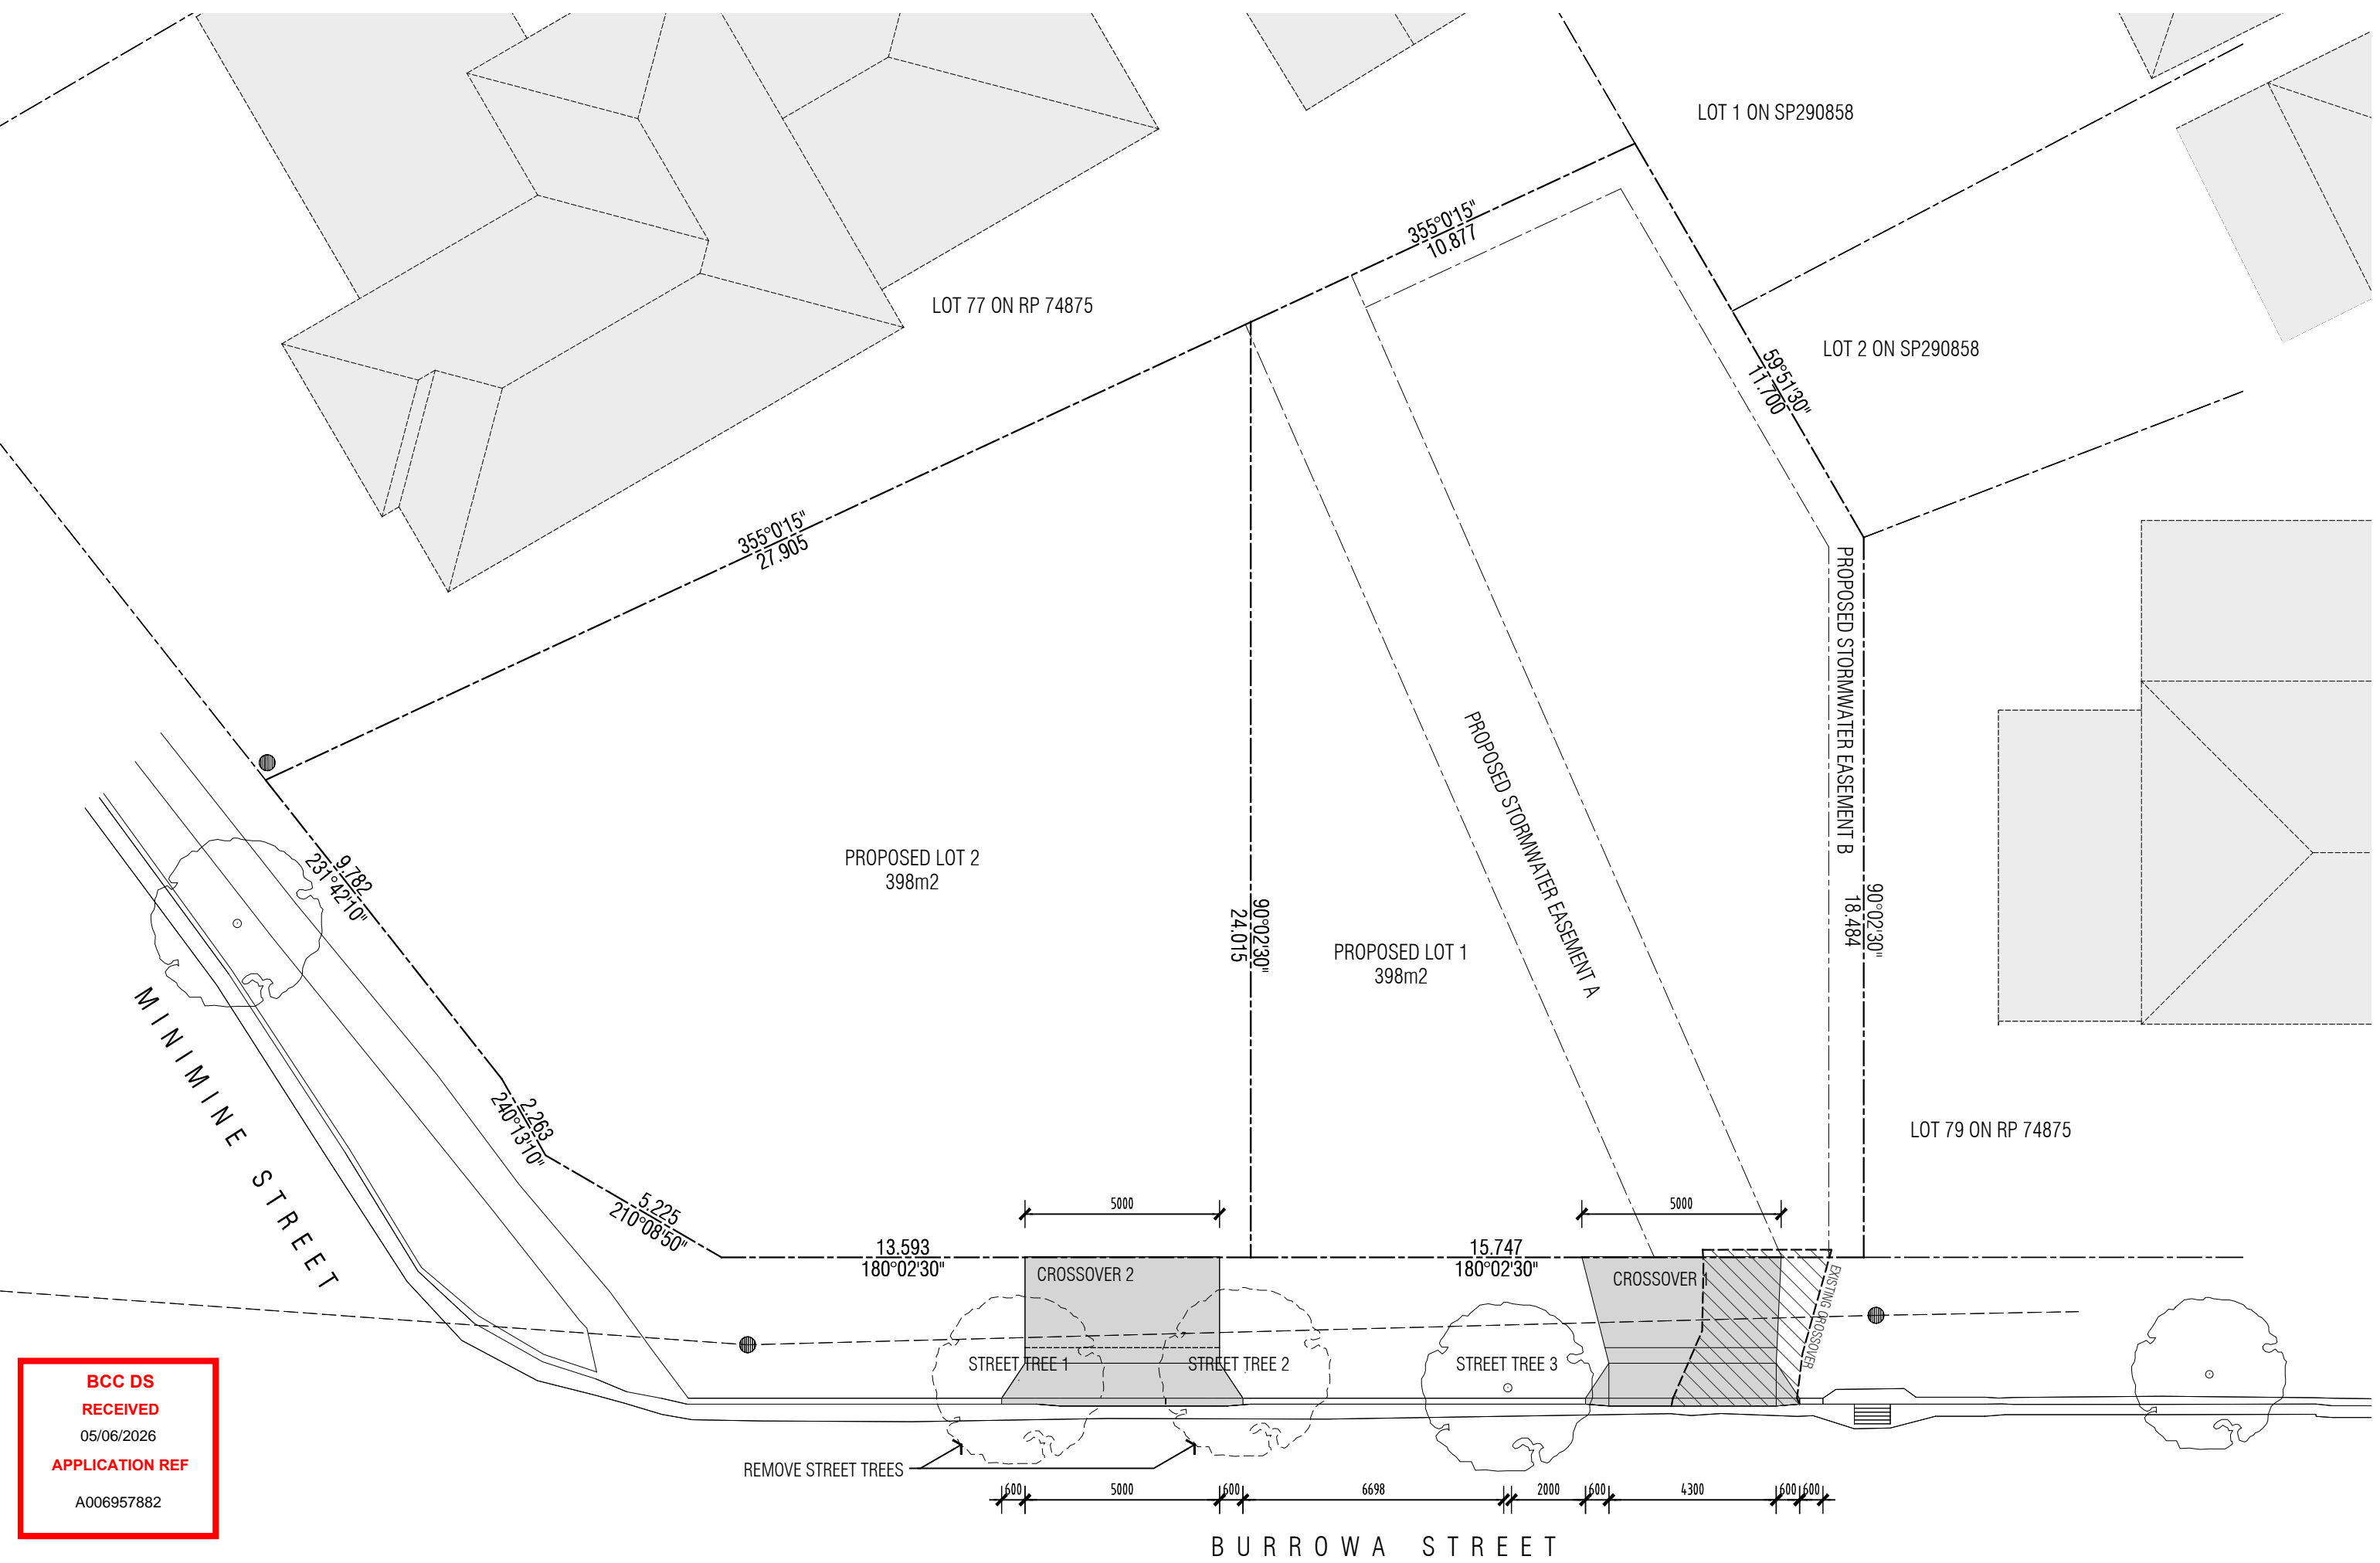 LOT 1 ON SP290858
355°0'15"
10.877
LOT 77 ON RP 74875
LOT 2 ON SP290858
59°51'30"
11.700
355°0'15"
27.905
PROPOSED STORMWATER EASEMENT B
PROPOSED STORMWATER EASEMENT A
PROPOSED LOT 2
398m2
9.782
231°42'10"
90°02'30"
24.015
90°02'30"
18.484
PROPOSED LOT 1
398m2
MINIMINE STREET
2.263
240°13'10"
LOT 79 ON RP 74875
5.225
210°08'50"
5000
5000
13.593
180°02'30"
15.747
180°02'30"
CROSSOVER 2
CROSSOVER 1
EXISTING CROSSOVER
STREET TREE 1
STREET TREE 2
STREET TREE 3
BCC DS
RECEIVED
05/06/2026
APPLICATION REF
A006957882
REMOVE STREET TREES
600
5000
600
6698
2000
600
4300
600
600
BURROWA STREET